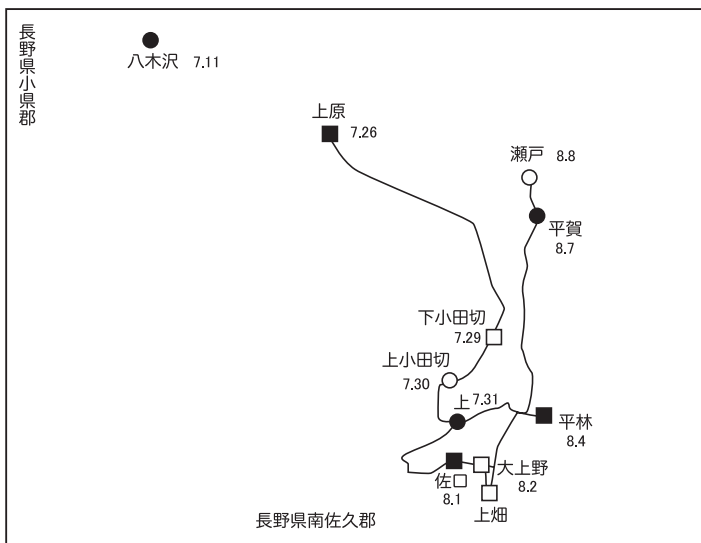 長野県小県郡
八木沢 7.11
上原
7.26
瀬戸 8.8
平賀
8.7
下小田切
7.29
上小田切
7.30
上 7.31
平林
8.4
佐口
8.1
大上野
8.2
上畑
長野県南佐久郡